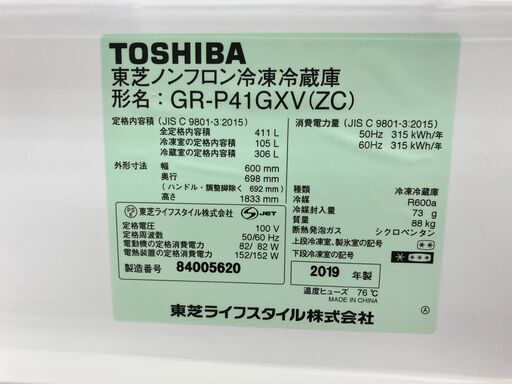 TOSHIBA
東芝ノンフロン冷凍冷蔵庫
形名：GR-P41GXV(ZC)
定格内容積 (JIS C 9801-3:2015)
全定格内容積 411 L
冷凍室の定格内容積 105 L
冷蔵室の定格内容積 306 L
外形寸法 幅 600 mm
奥行 698 mm
(ハンドル・調整脚除く 692 mm)
高さ 1833 mm
東芝ライフスタイル株式会社 S JET
定格電圧 100 V
定格周波数 50/60 Hz
電動機の定格消費電力 82/ 82 W
電熱装置の定格消費電力 152/152 W
製造番号 84005620
消費電力量 (JIS C 9801-3:2015)
50Hz 315 kWh/年
60Hz 315 kWh/年
種類 冷凍冷蔵庫
冷媒 R600a
冷媒封入量 73 g
質量 88 kg
断熱発泡ガス シクロペンタン
上段冷凍室、製氷室の記号 **
下段冷凍室の記号 * ***
2019 年製
温度ヒューズ 76℃
MADE IN CHINA
東芝ライフスタイル株式会社
Ⓐ